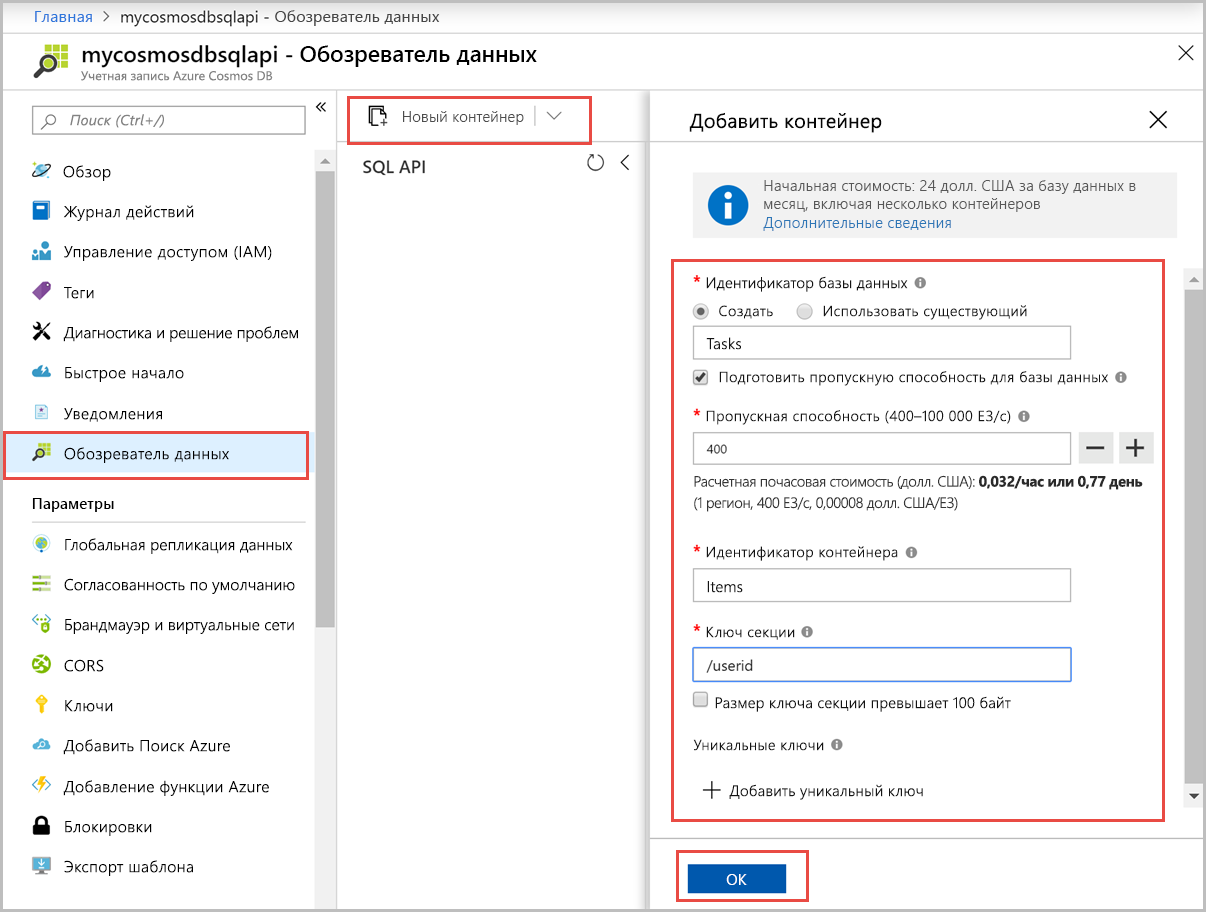 Главная > mycosmosdbsqlapi - Обозреватель данных
mycosmosdbsqlapi - Обозреватель данных
Учетная запись Azure Cosmos DB
Поиск (Ctrl+/)
Обзор
Журнал действий
Управление доступом (IAM)
Теги
Диагностика и решение проблем
Быстрое начало
Уведомления
Обозреватель данных
Параметры
Глобальная репликация данных
Согласованность по умолчанию
Брандмауэр и виртуальные сети
CORS
Ключи
Добавить Поиск Azure
Добавление функции Azure
Блокировки
Экспорт шаблона
Новый контейнер
SQL API
Добавить контейнер
Начальная стоимость: 24 долл. США за базу данных в
месяц, включая несколько контейнеров
Дополнительные сведения
* Идентификатор базы данных
Создать Использовать существующий
Tasks
Подготовить пропускную способность для базы данных
* Пропускная способность (400–100 000 ЕЗ/с)
400
Расчетная почасовая стоимость (долл. США): 0,032/час или 0,77 день
(1 регион, 400 ЕЗ/с, 0,00008 долл. США/ЕЗ)
* Идентификатор контейнера
Items
* Ключ секции
/userid
Размер ключа секции превышает 100 байт
Уникальные ключи
Добавить уникальный ключ
ОК